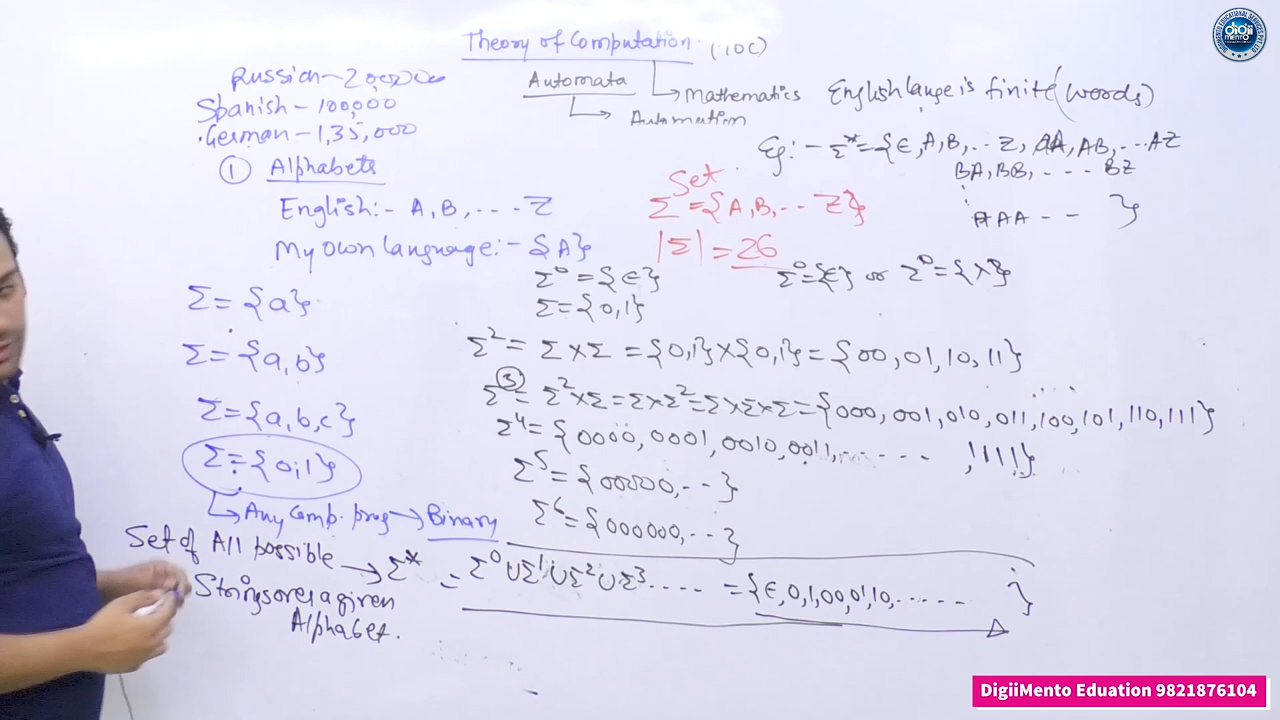 Theory of Computation (TOC)
Automata
Mathematics
Automation
Russian - 200000
Spanish - 100,000
German - 1,35,000
English lange is finite (words)
Eg:- Σ* = {ϵ, A, B, .. Z, AA, AB, ... AZ
BA, BB, - - - - BZ
AAA - - }
① Alphabets
English:- A, B, .... Z
My own language:- {A}
Set
Σ = {A, B, .. Z}
|Σ| = 26
Σ⁰ = {ϵ}
Σ⁰ = {ϵ} or Σ⁰ = {λ}
Σ = {0,1}
Σ = {a}
Σ = {a,b}
Σ = {a,b,c}
Σ = {0,1}
Any Comp. prog → Binary
Σ² = Σ×Σ = {0,1}×{0,1} = {00, 01, 10, 11}
Σ³ = Σ²×Σ = Σ×Σ² = Σ×Σ×Σ = {000, 001, 010, 011, 100, 101, 110, 111}
Σ⁴ = {0000, 0001, 0010, 0011, ........ , 1111}
Σ⁵ = {00000, - - }
Σ⁶ = {000000, - - }
Set of All possible → Σ* = Σ⁰ ∪ Σ¹ ∪ Σ² ∪ Σ³ ..... = {ϵ, 0, 1, 00, 01, 10, ...... }
Strings over a given
Alphabet.
DIGIIMENTO
DigiiMento Eduation 9821876104